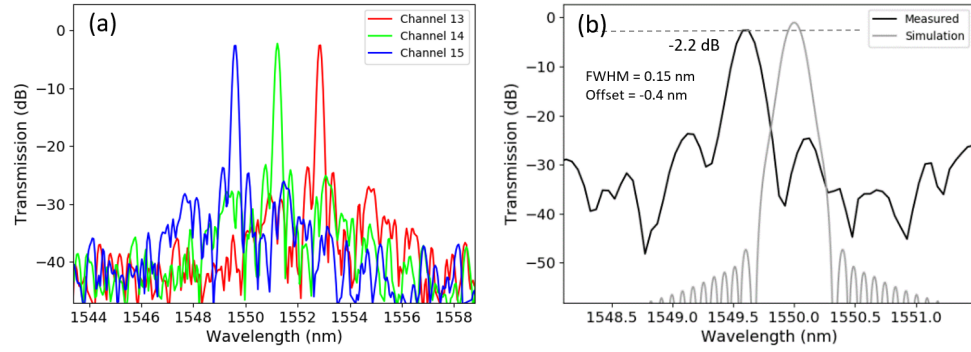 (a)
Channel 13
Channel 14
Channel 15
Transmission (dB)
0
−10
−20
−30
−40
1544 1546 1548 1550 1552 1554 1556 1558
Wavelength (nm)
(b)
Measured
Simulation
-2.2 dB
FWHM = 0.15 nm
Offset = -0.4 nm
Transmission (dB)
0
−10
−20
−30
−40
−50
1548.5 1549.0 1549.5 1550.0 1550.5 1551.0
Wavelength (nm)